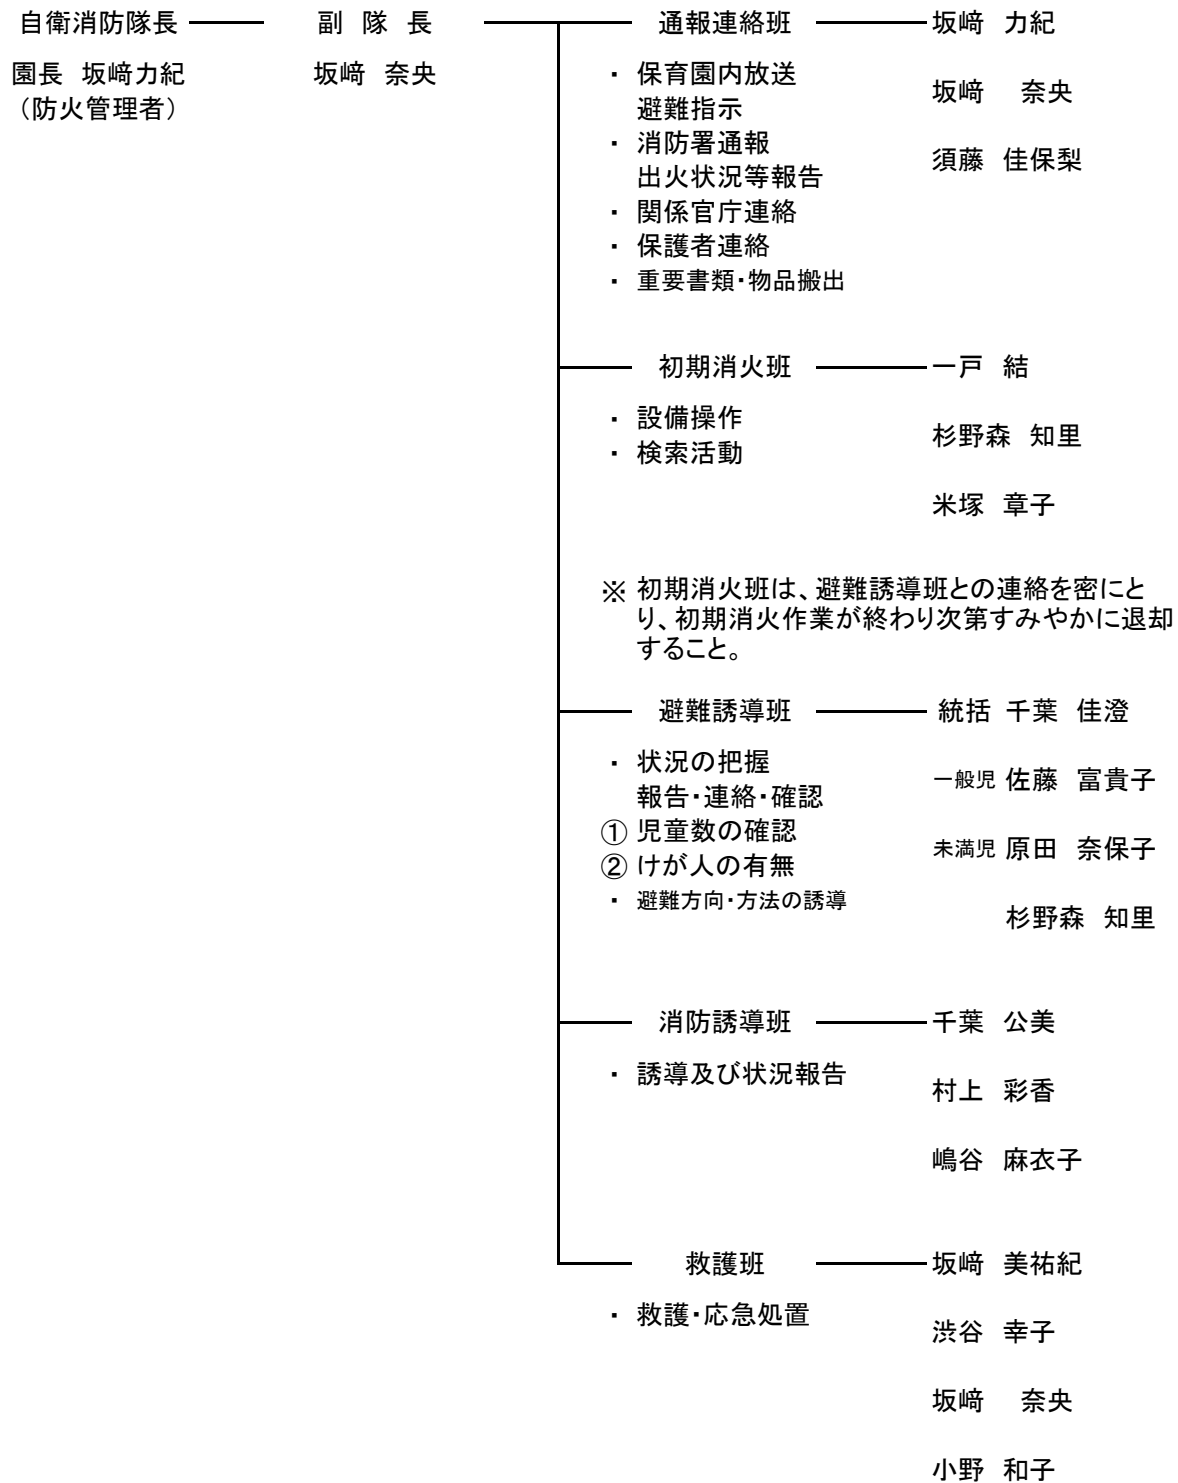 自衛消防隊長 副 隊 長 通報連絡班 坂﨑 力紀
園長 坂﨑力紀 坂﨑 奈央
（防火管理者）
・ 保育園内放送
避難指示
・ 消防署通報
出火状況等報告
・ 関係官庁連絡
・ 保護者連絡
・ 重要書類・物品搬出
坂﨑 奈央
須藤 佳保梨
初期消火班 一戸 結
・ 設備操作
・ 検索活動
杉野森 知里
米塚 章子
※ 初期消火班は、避難誘導班との連絡を密にと
り、初期消火作業が終わり次第すみやかに退却
すること。
避難誘導班 統括 千葉 佳澄
・ 状況の把握
報告・連絡・確認
① 児童数の確認
② けが人の有無
・ 避難方向・方法の誘導
一般児 佐藤 富貴子
未満児 原田 奈保子
杉野森 知里
消防誘導班 千葉 公美
・ 誘導及び状況報告
村上 彩香
嶋谷 麻衣子
救護班 坂﨑 美祐紀
・ 救護・応急処置
渋谷 幸子
坂﨑 奈央
小野 和子